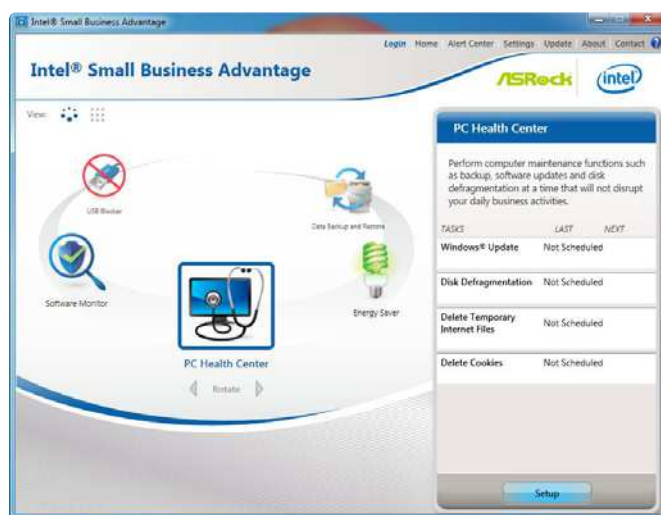 Intel® Small Business Advantage
Login Home Alert Center Settings Update About Contact ?
Intel® Small Business Advantage
ASRock
intel
View:
PC Health Center
Perform computer maintenance functions such
as backup, software updates and disk
defragmentation at a time that will not disrupt
your daily business activities.
TASKS LAST NEXT
Windows® Update Not Scheduled
Disk Defragmentation Not Scheduled
Delete Temporary
Internet Files Not Scheduled
Delete Cookies Not Scheduled
Setup
USB Blocker
Data Backup and Restore
Software Monitor
Energy Saver
PC Health Center
Rotate